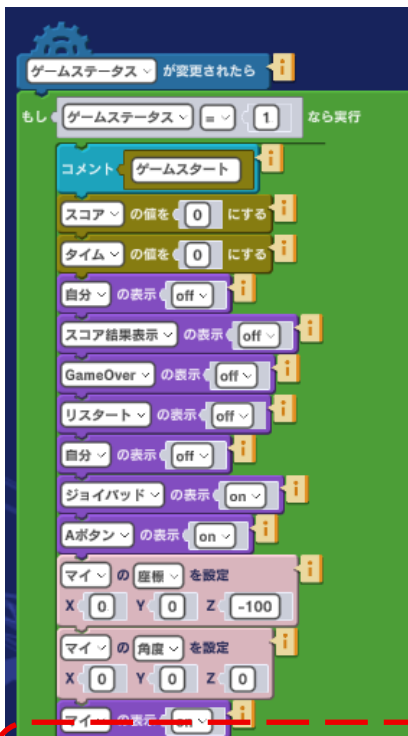 ゲームステータス が変更されたら i
もし ゲームステータス = 1 なら実行
コメント ゲームスタート i
スコア の値を 0 にする i
タイム の値を 0 にする i
自分 の表示 off i
スコア結果表示 の表示 off i
GameOver の表示 off i
リスタート の表示 off i
自分 の表示 off i
ジョイパッド の表示 on i
Aボタン の表示 on i
マイ の 座標 を設定 i
X 0 Y 0 Z -100
マイ の 角度 を設定 i
X 0 Y 0 Z 0
マイ の表示 on i